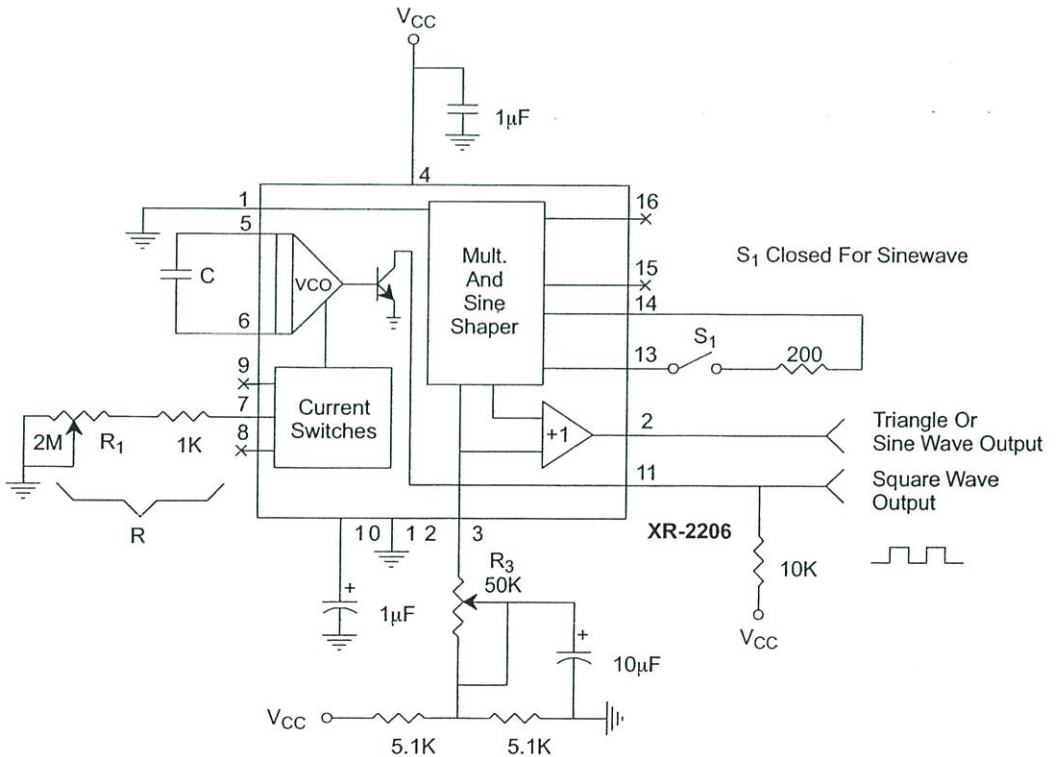 VCC
1µF
4
1
16
5
Mult.
And
Sine
Shaper
15
S1 Closed For Sinewave
C
VCO
14
6
S1
13
200
9
Current
Switches
7
2M
R1
1K
8
+1
2
Triangle Or
Sine Wave Output
11
Square Wave
Output
R
10
12
3
XR-2206
R3
50K
10K
+
1µF
+
10µF
VCC
VCC
5.1K
5.1K